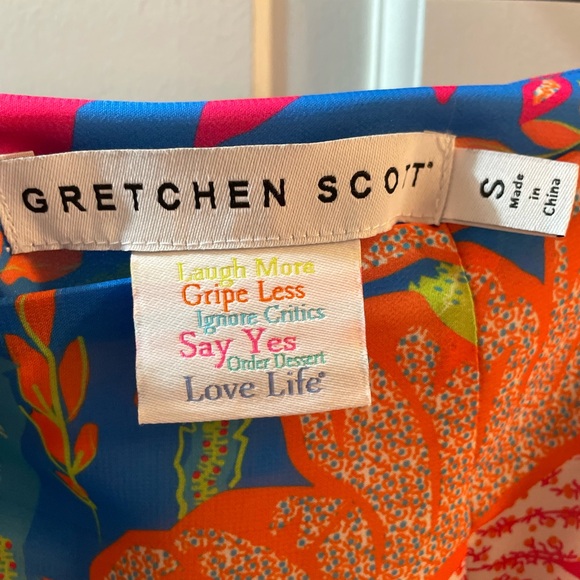 GRETCHEN SCOTT
S
Made
in
China
Laugh More
Gripe Less
Ignore Critics
Say Yes
Order Dessert
Love Life®